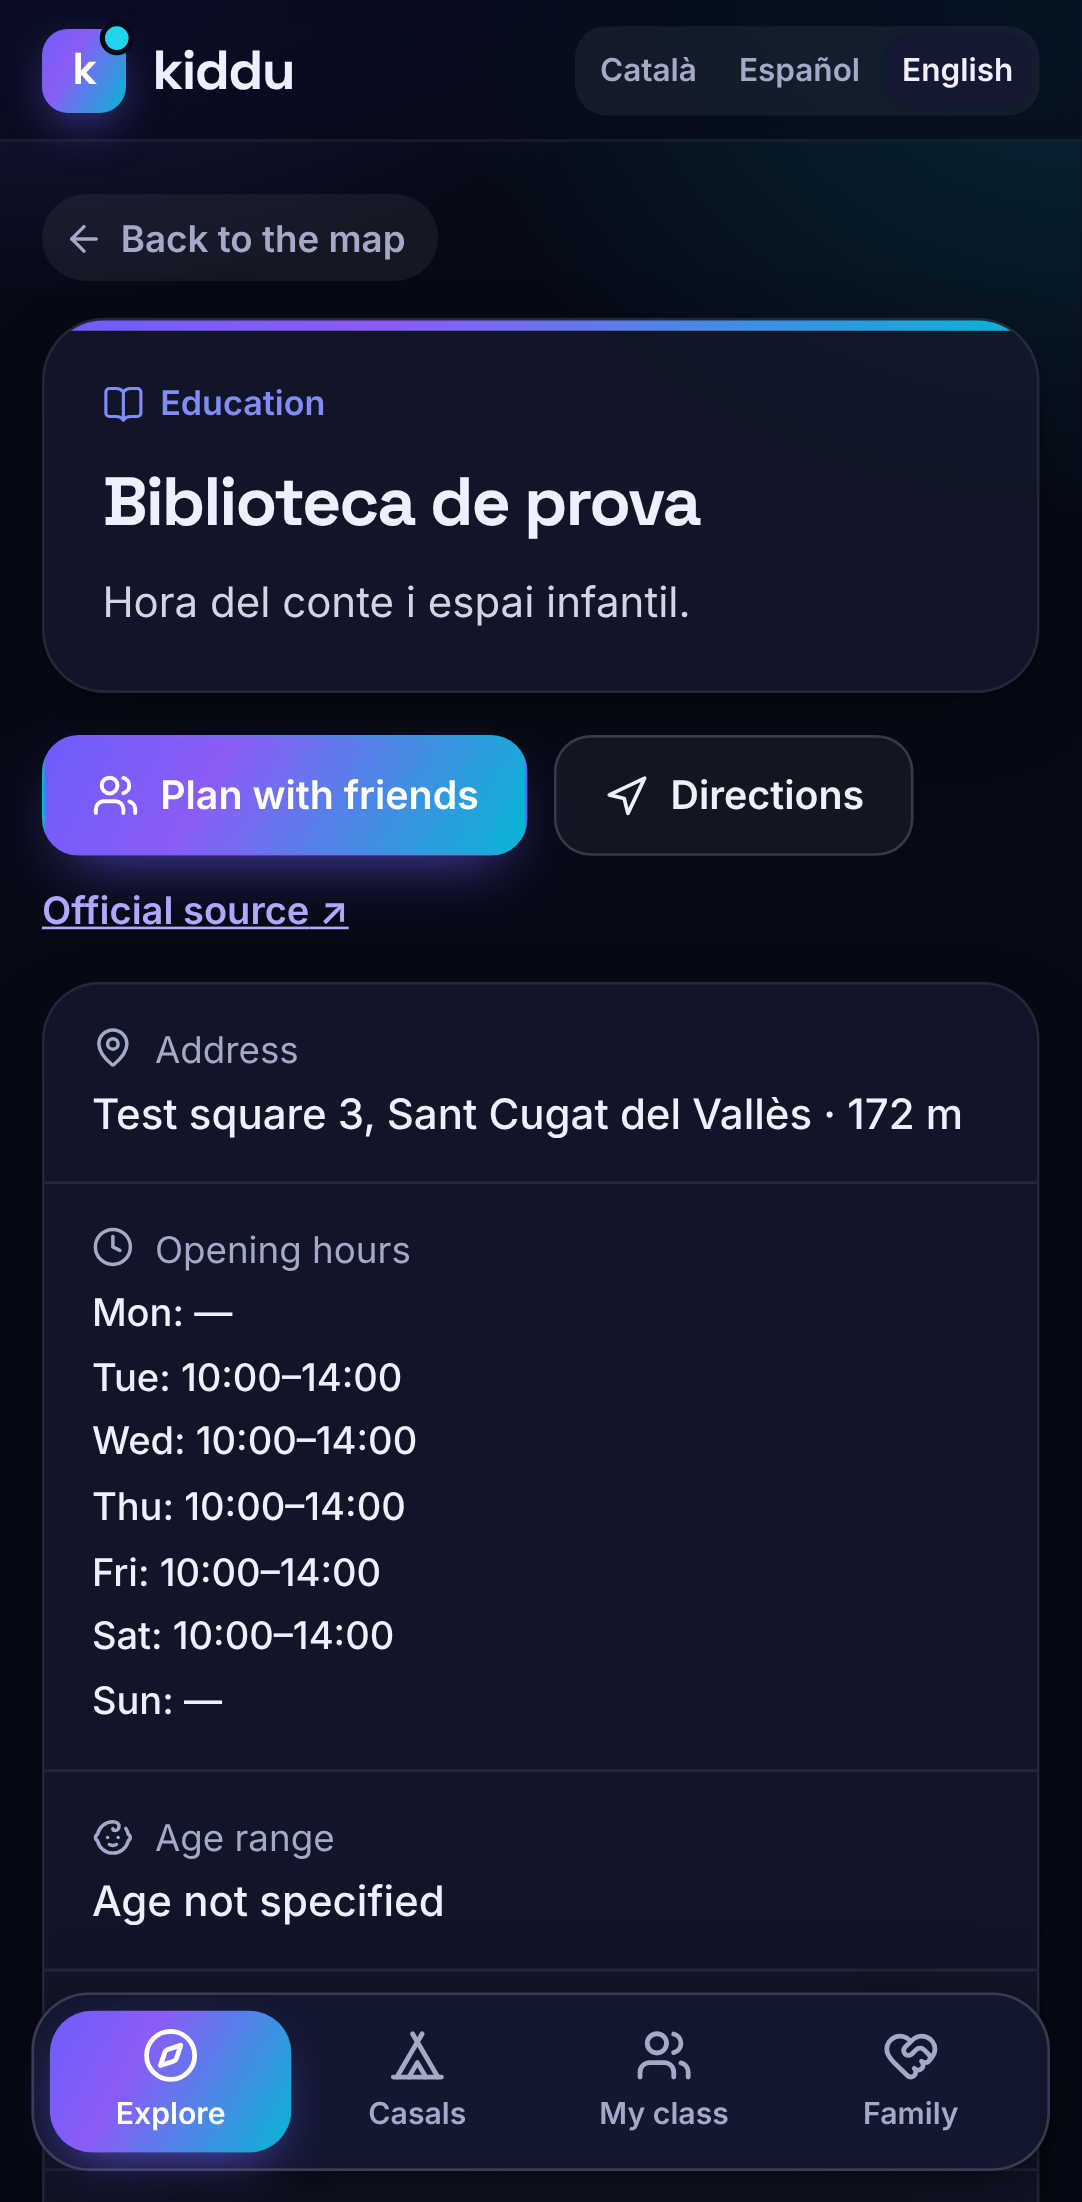 k kiddu
Català Español English
← Back to the map
Education
Biblioteca de prova
Hora del conte i espai infantil.
Plan with friends
Directions
Official source ↗
Address
Test square 3, Sant Cugat del Vallès · 172 m
Opening hours
Mon: —
Tue: 10:00–14:00
Wed: 10:00–14:00
Thu: 10:00–14:00
Fri: 10:00–14:00
Sat: 10:00–14:00
Sun: —
Age range
Age not specified
Explore Casals My class Family